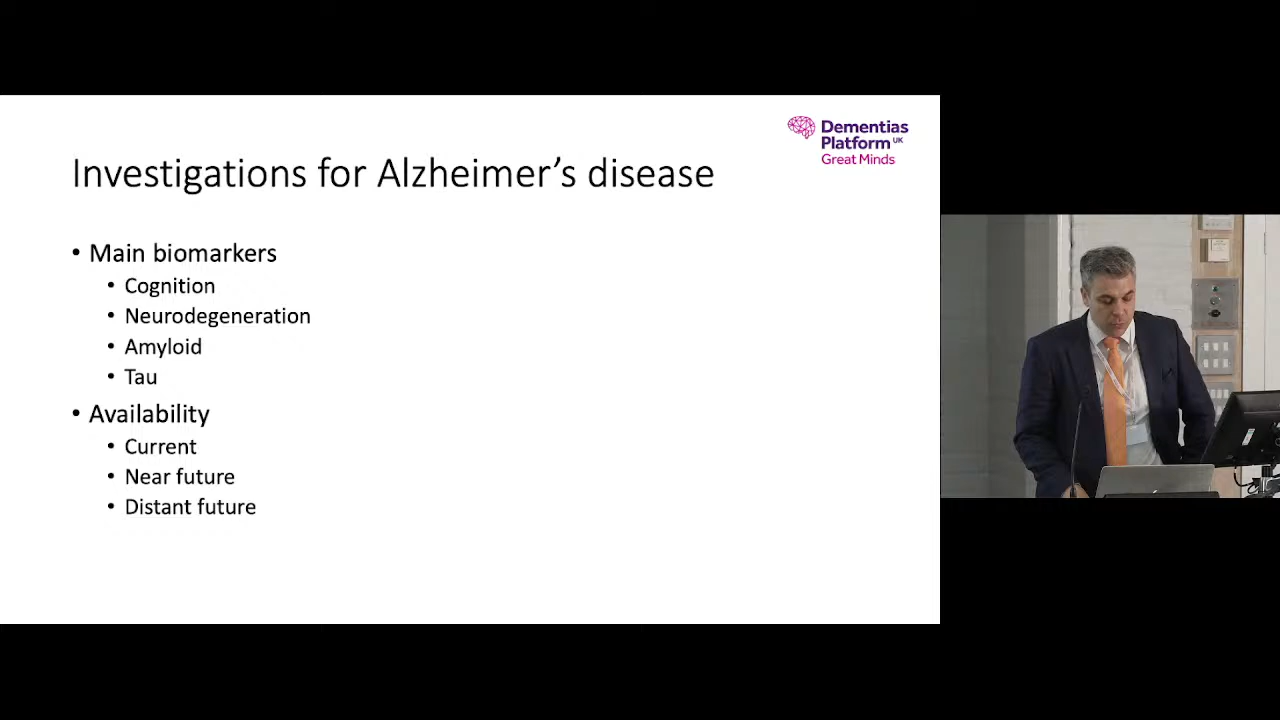 Dementias
Platform UK
Great Minds
Investigations for Alzheimer's disease
• Main biomarkers
• Cognition
• Neurodegeneration
• Amyloid
• Tau
• Availability
• Current
• Near future
• Distant future